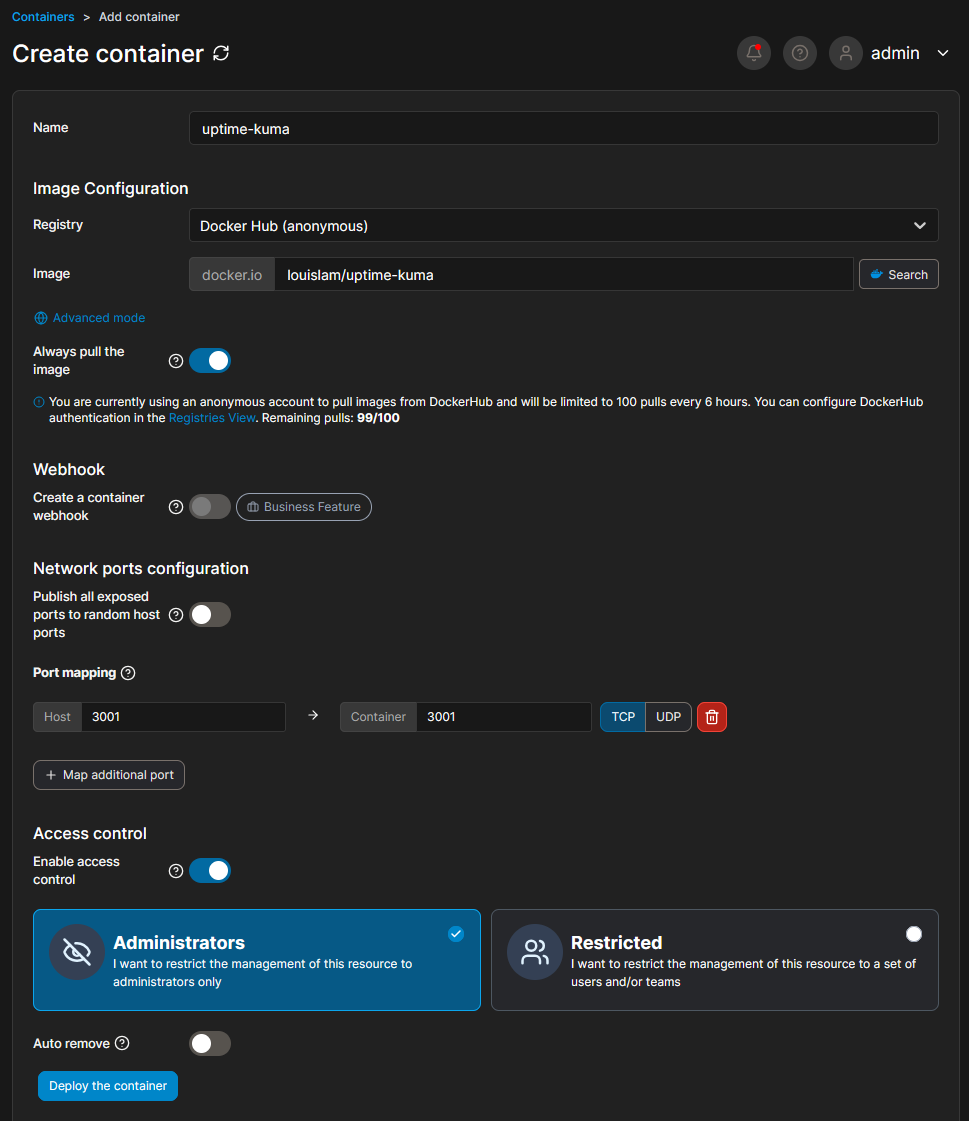 Containers > Add container
Create container
admin
Name
uptime-kuma
Image Configuration
Registry
Docker Hub (anonymous)
Image
docker.io
louislam/uptime-kuma
Search
Advanced mode
Always pull the
image
You are currently using an anonymous account to pull images from DockerHub and will be limited to 100 pulls every 6 hours. You can configure DockerHub
authentication in the Registries View. Remaining pulls: 99/100
Webhook
Create a container
webhook
Business Feature
Network ports configuration
Publish all exposed
ports to random host
ports
Port mapping
Host
3001
Container
3001
TCP
UDP
Map additional port
Access control
Enable access
control
Administrators
I want to restrict the management of this resource to
administrators only
Restricted
I want to restrict the management of this resource to a set of
users and/or teams
Auto remove
Deploy the container